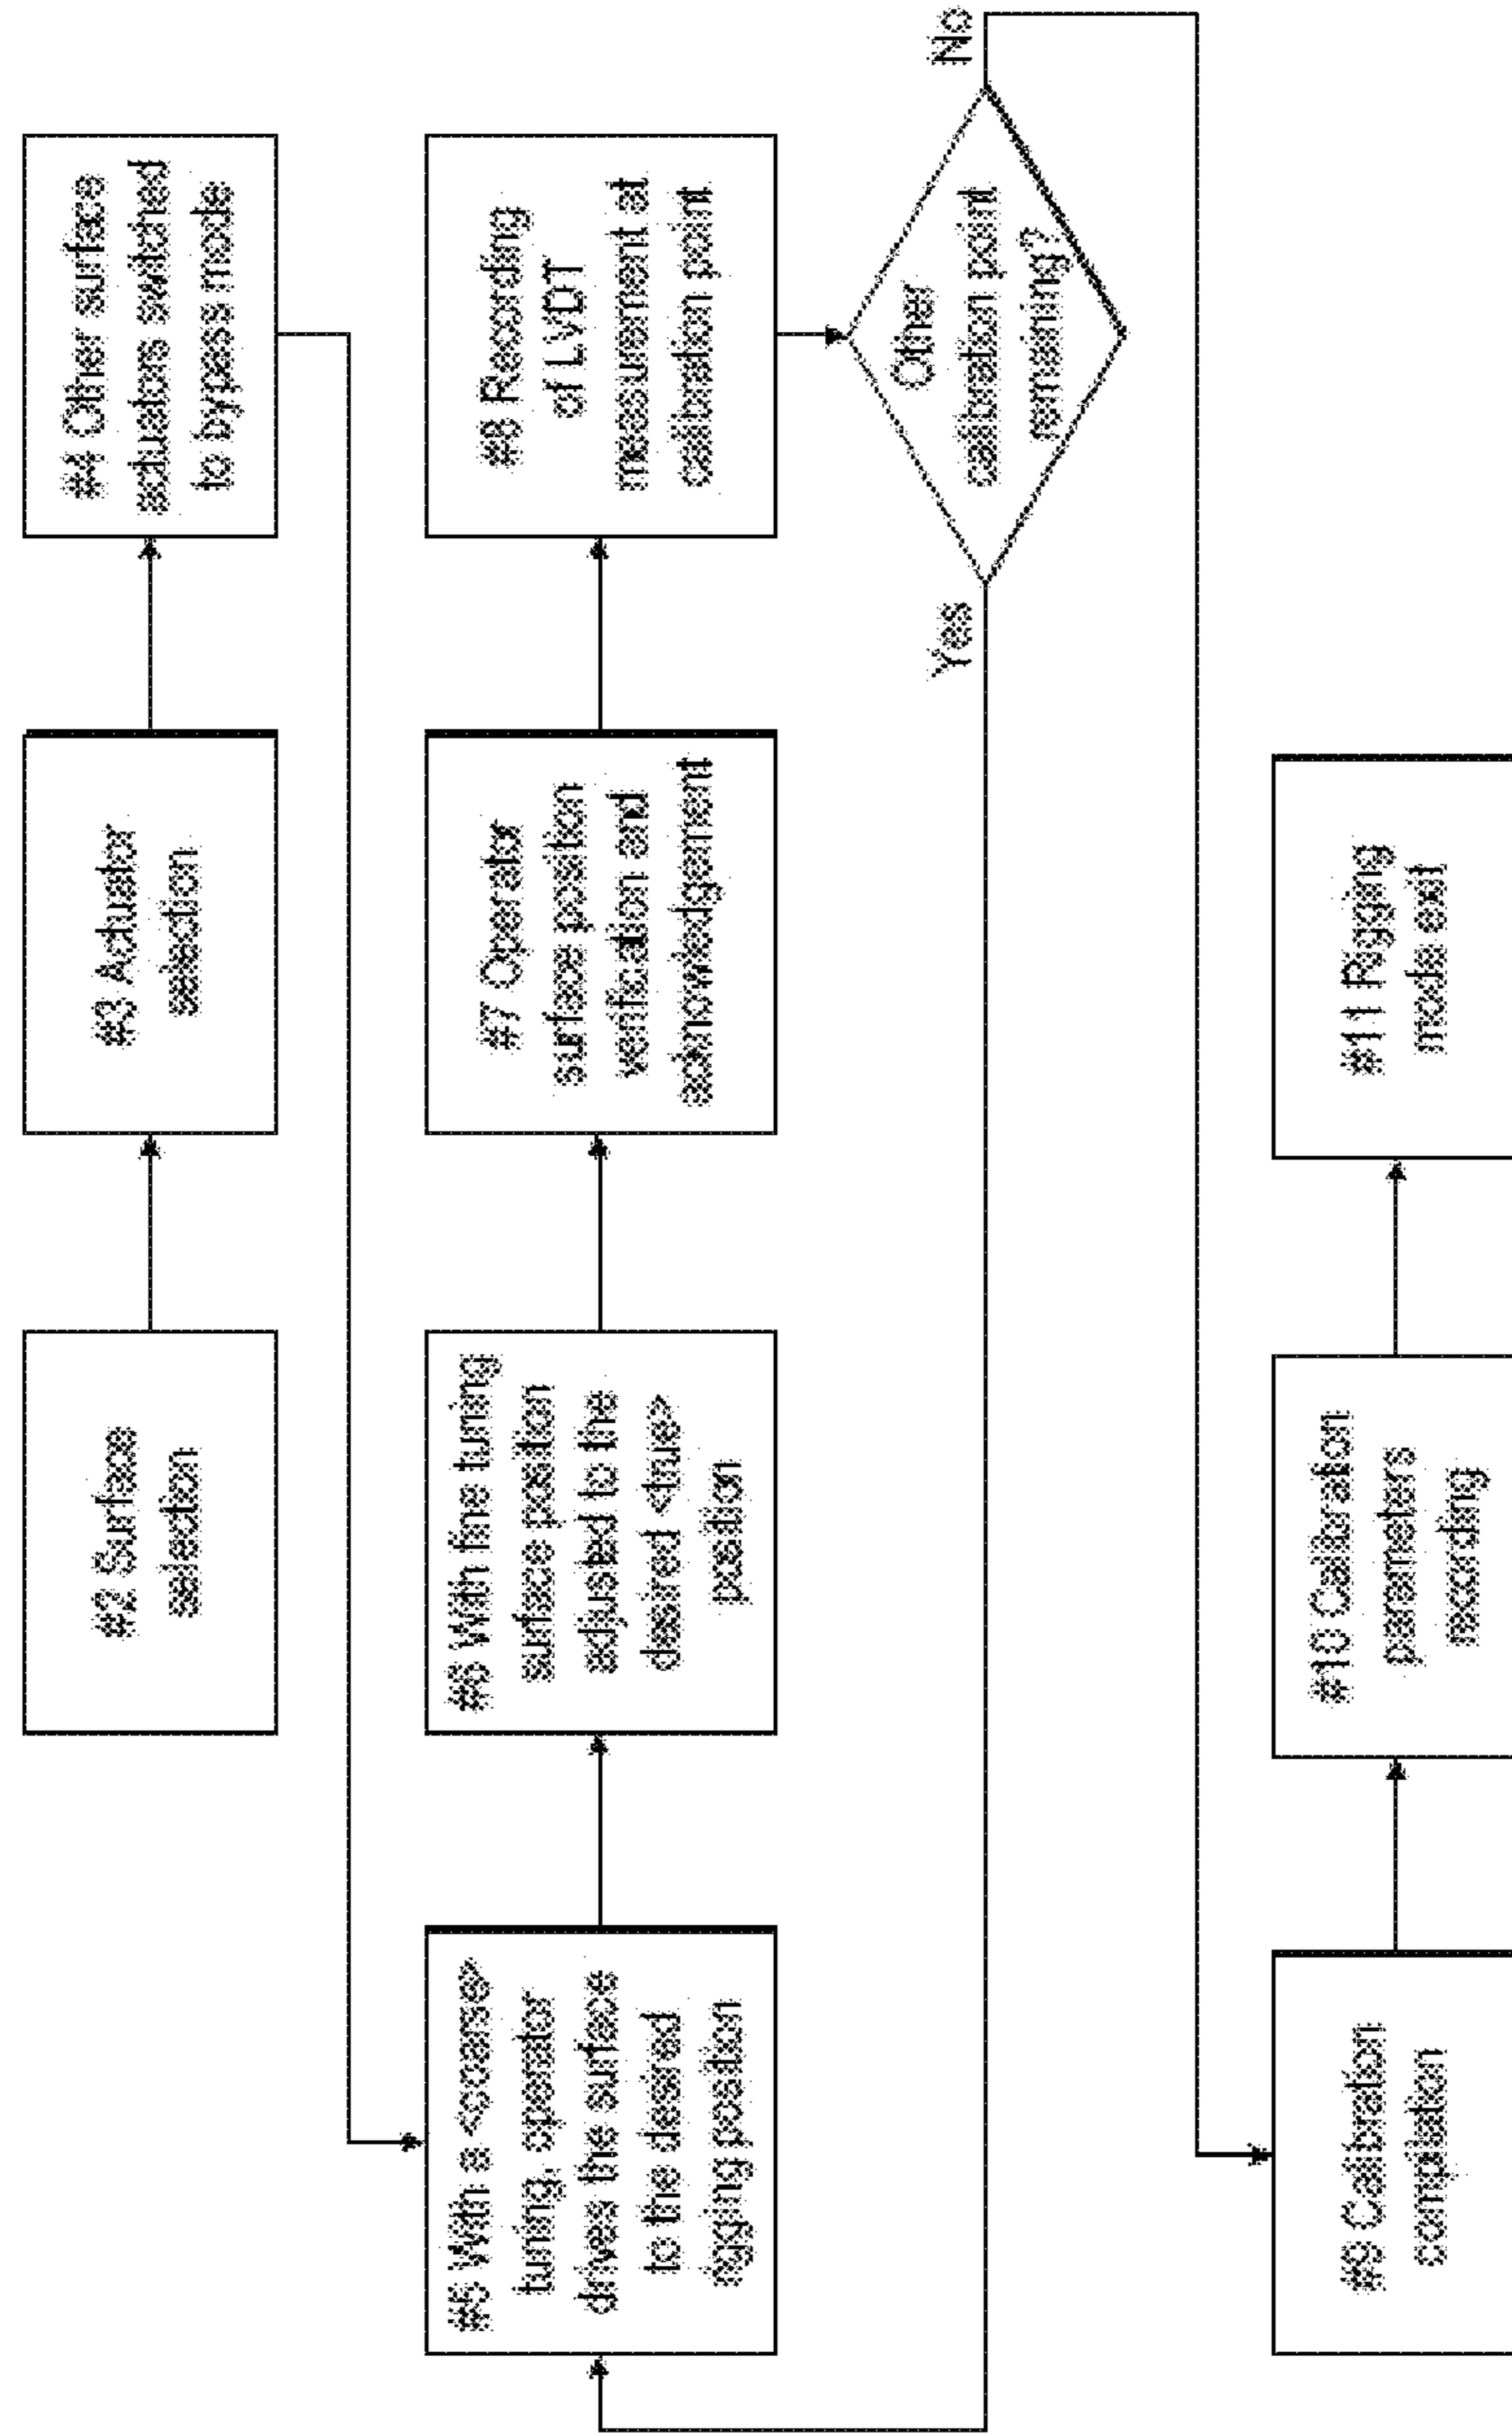 #2 Surface
selection
#3 Actuator
selection
#4 Other surface
actuators switched
to bypass mode
#5 With a <coarse>
tuning, operator
drives the surface
to the desired
rigging position
#6 With fine tuning
surface position
adjusted to the
desired <true>
position
#7 Operator
surface position
verification and
acknowledgement
#8 Recording
of LVDT
measurement at
calibration point
Other
calibration point
remaining?
Yes
No
#9 Calibration
completion
#10 Calibration
parameters
recording
#11 Rigging
mode exit